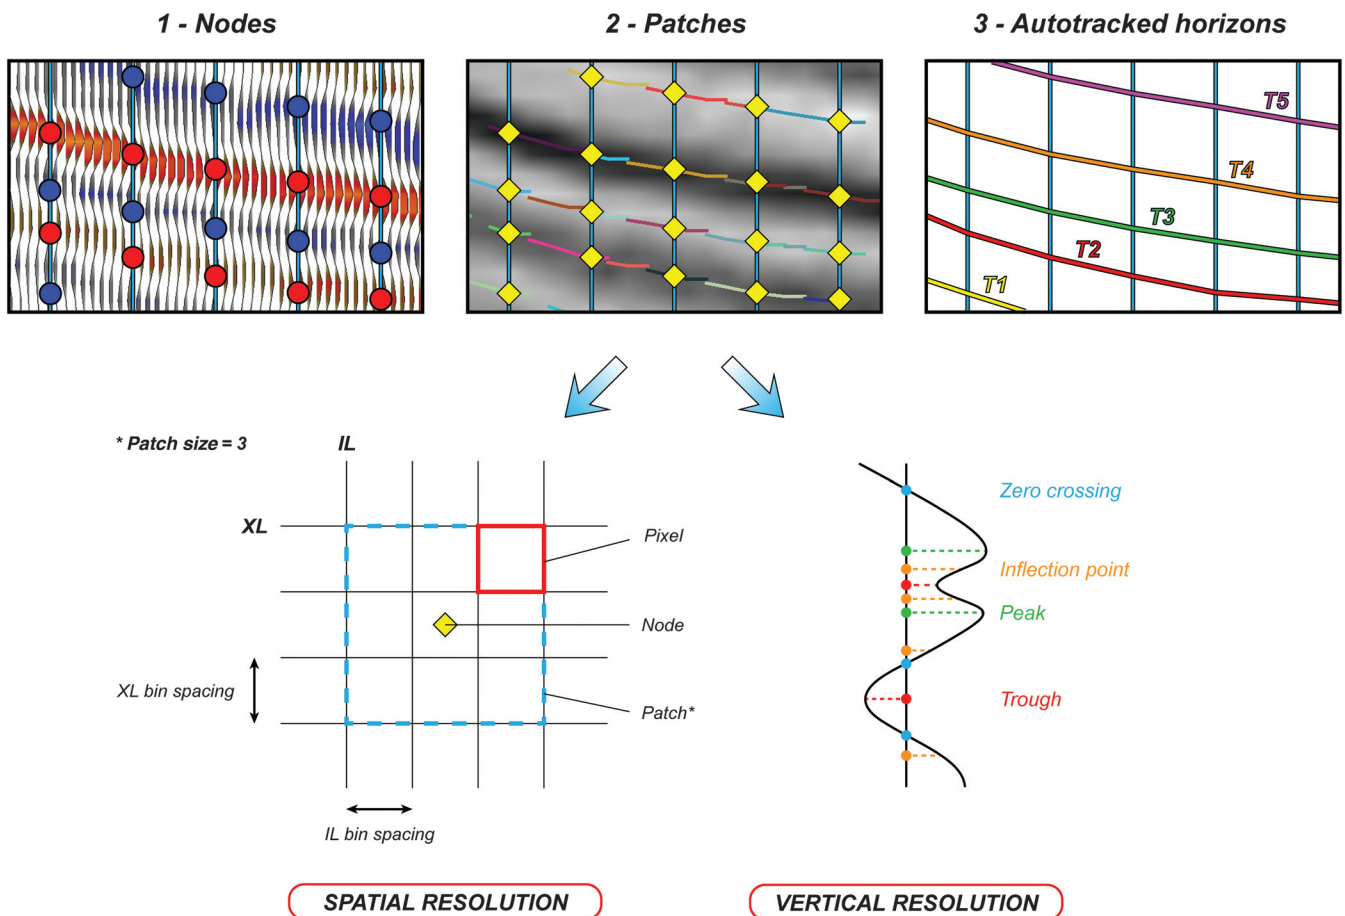 1 - Nodes
2 - Patches
3 - Autotracked horizons
T5
T4
T3
T2
T1
* Patch size = 3
IL
XL
Pixel
Node
XL bin spacing
Patch*
IL bin spacing
Zero crossing
Inflection point
Peak
Trough
SPATIAL RESOLUTION
VERTICAL RESOLUTION